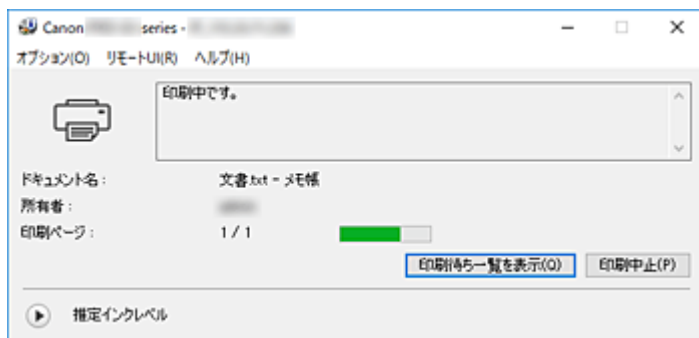 Canon series -
オプション(O) リモートUI(R) ヘルプ(H)
印刷中です。
ドキュメント名 : 文書.txt - メモ帳
所有者 :
印刷ページ : 1 / 1
印刷待ち一覧を表示(Q) 印刷中止(P)
推定インクレベル